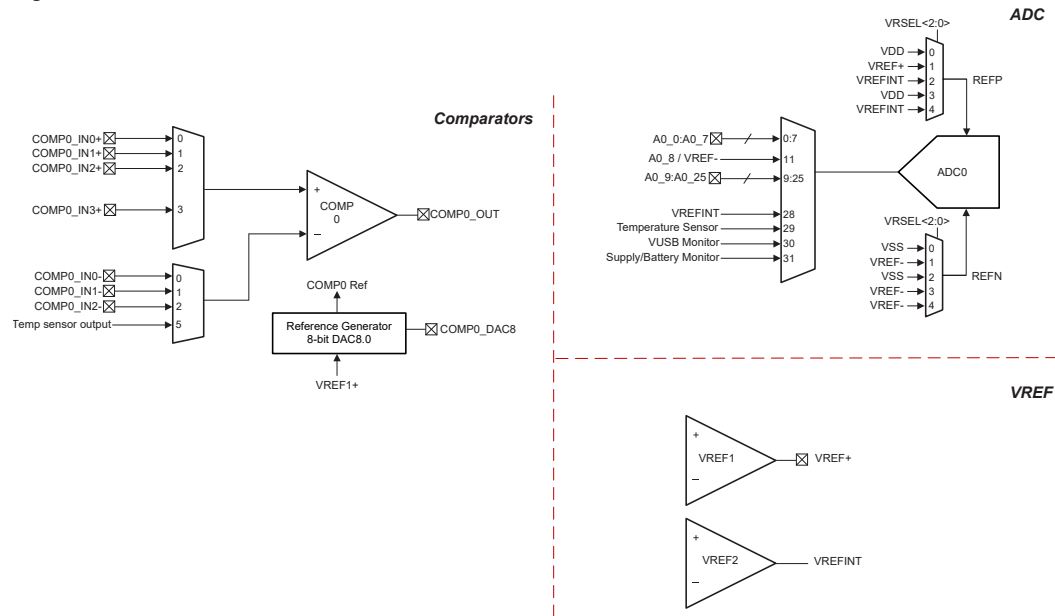 Comparators
COMP0_IN0+
COMP0_IN1+
COMP0_IN2+
COMP0_IN3+
0
1
2
3
+
COMP
0
–
COMP0_OUT
COMP0_IN0-
COMP0_IN1-
COMP0_IN2-
Temp sensor output
0
1
2
5
COMP0 Ref
Reference Generator
8-bit DAC8.0
COMP0_DAC8
VREF1+
ADC
VRSEL<2:0>
VDD 0
VREF+ 1
VREFINT 2
VDD 3
VREFINT 4
REFP
A0_0:A0_7 0:7
A0_8 / VREF- 11
A0_9:A0_25 9:25
VREFINT 28
Temperature Sensor 29
VUSB Monitor 30
Supply/Battery Monitor 31
ADC0
VRSEL<2:0>
VSS 0
VREF- 1
VSS 2
VREF- 3
VREF- 4
REFN
VREF
+
VREF1
–
VREF+
+
VREF2
–
VREFINT